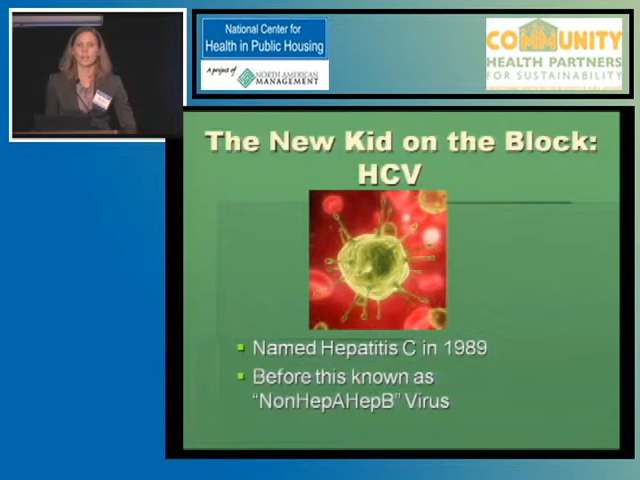 National Center for
Health in Public Housing
A project of
NORTH AMERICAN
MANAGEMENT
COMMUNITY
HEALTH PARTNERS
FOR SUSTAINABILITY
The New Kid on the Block:
HCV
Named Hepatitis C in 1989
Before this known as
“NonHepAHepB” Virus